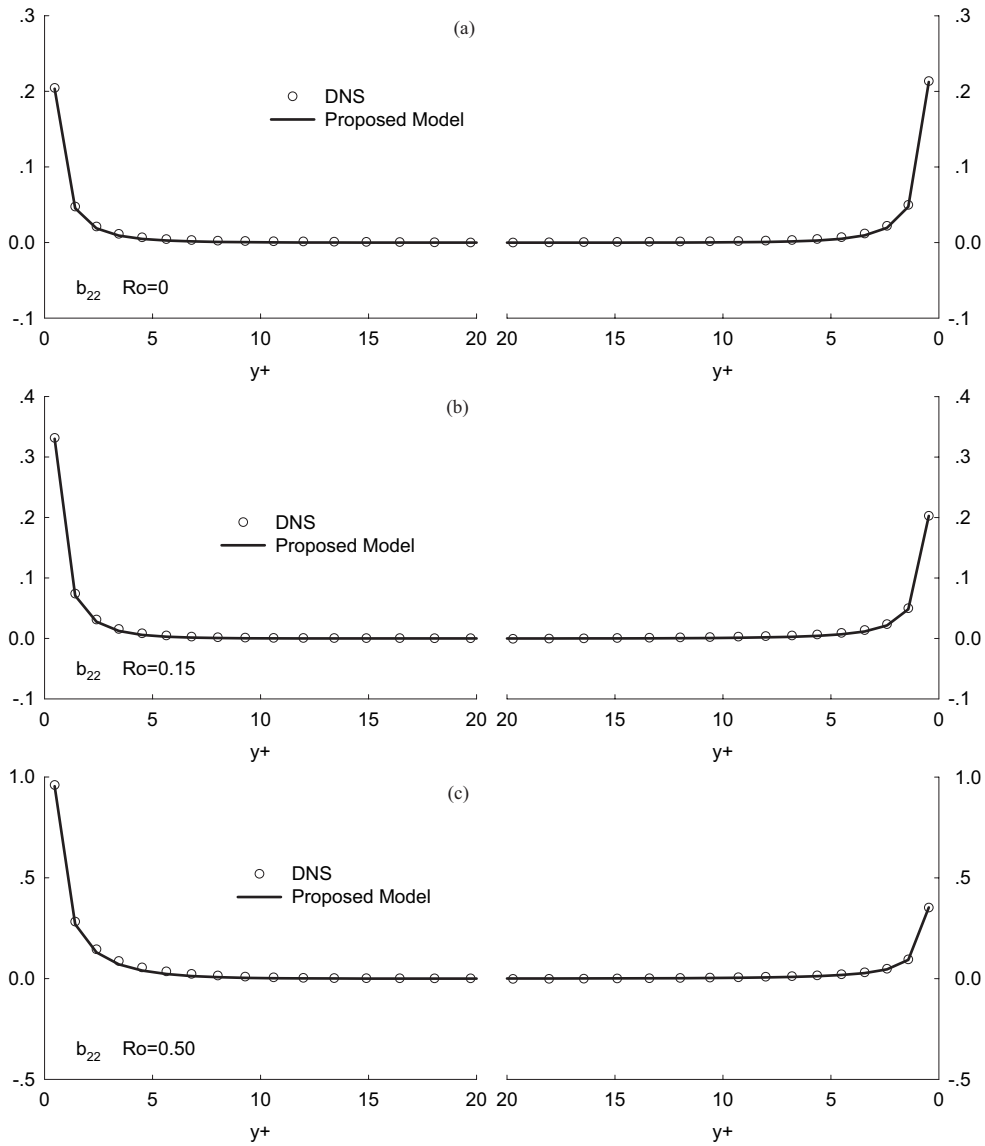 .3 (a) .3
DNS
Proposed Model
.2 .2
.1 .1
0.0 0.0
b22 Ro=0
-.1 -.1
0 5 10 15 20 20 15 10 5 0
y+ y+
.4 (b) .4
.3 .3
DNS
Proposed Model
.2 .2
.1 .1
0.0 0.0
b22 Ro=0.15
-.1 -.1
0 5 10 15 20 20 15 10 5 0
y+ y+
1.0 (c) 1.0
DNS
Proposed Model
.5 .5
0.0 0.0
b22 Ro=0.50
-.5 -.5
0 5 10 15 20 20 15 10 5 0
y+ y+